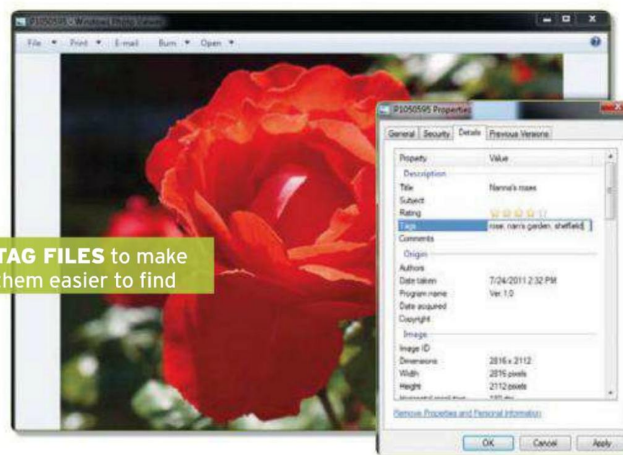 P1050595 - Windows Photo Viewer
File Print E-mail Burn Open
TAG FILES to make
them easier to find
P1050595 Properties
General Security Details Previous Versions
Property Value
Description
Title Nanna's roses
Subject
Rating
Tags rose; nan's garden; sheffield
Comments
Origin
Authors
Date taken 7/24/2011 2:32 PM
Program name Ver. 1.0
Date acquired
Copyright
Image
Image ID
Dimensions 2816 x 2112
Width 2816 pixels
Height 2112 pixels
Remove Properties and Personal Information
OK Cancel Apply